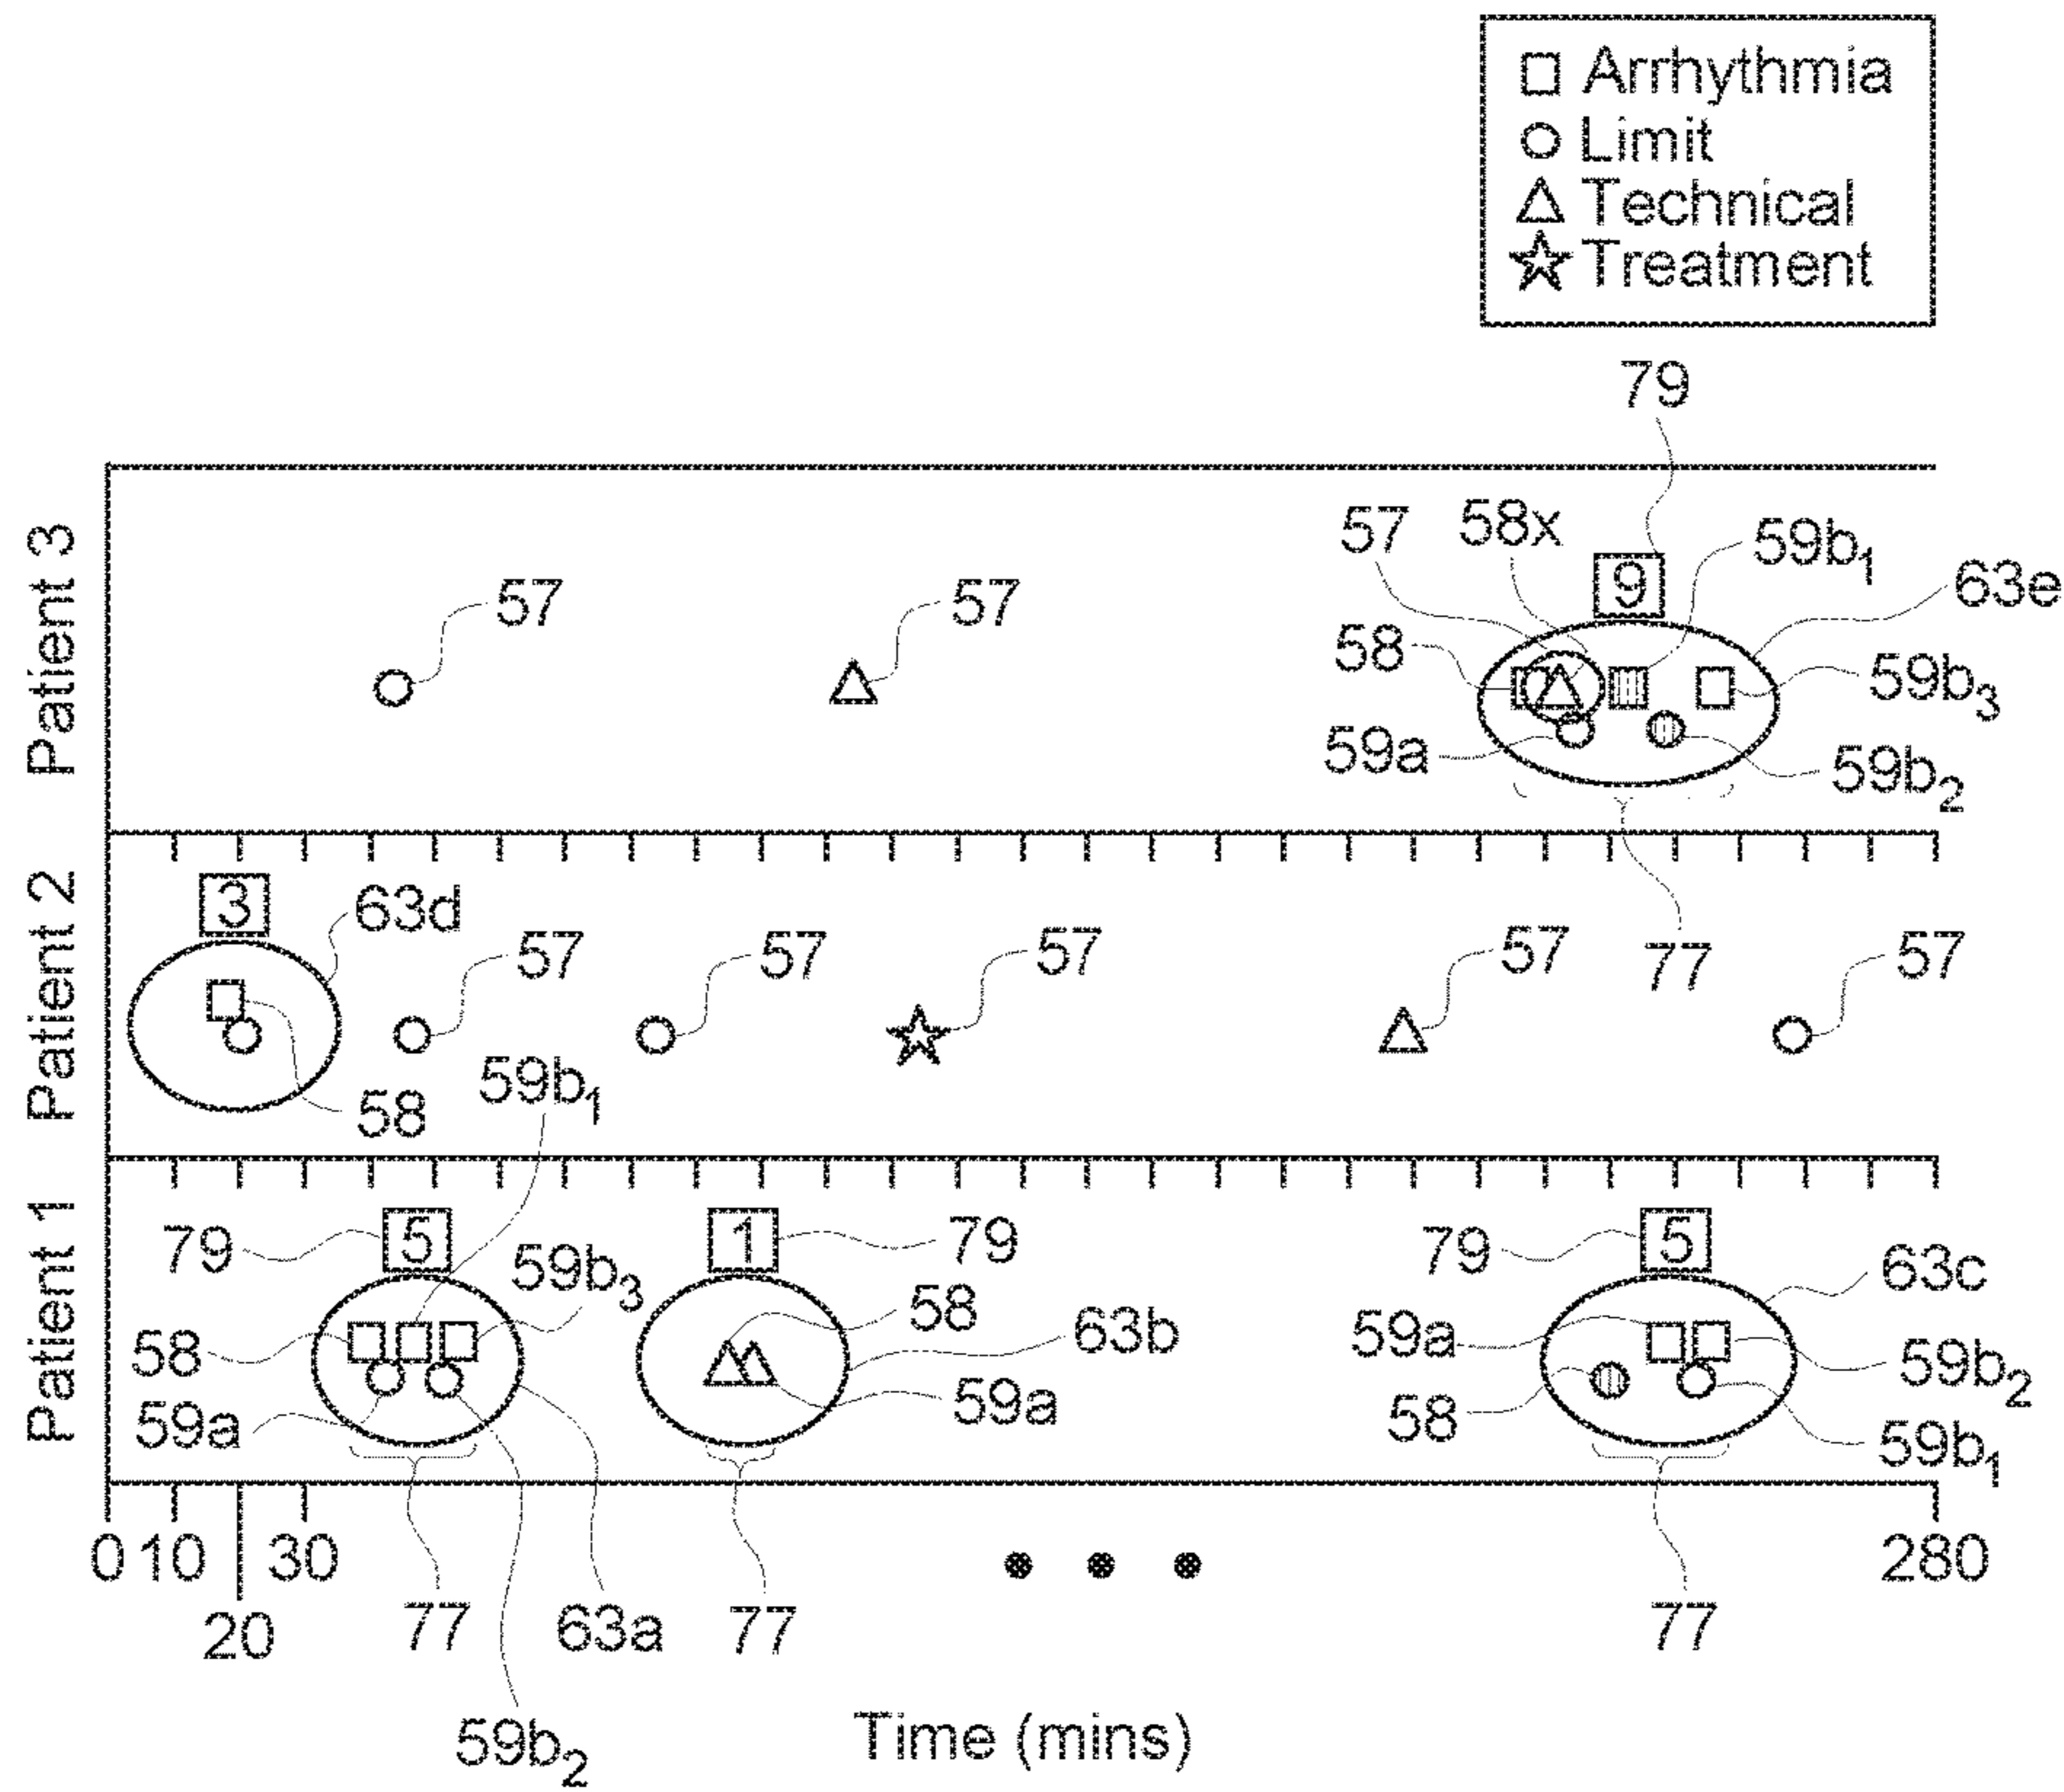 Arrhythmia
Limit
Technical
Treatment
79
Patient 3
57
57
57
58x
59b1
9
63e
58
59b3
59a
59b2
77
Patient 2
3
63d
57
57
57
57
57
58
59b1
Patient 1
79
5
59b3
1
79
79
5
63c
58
58
63b
59a
59b2
59a
59a
58
59b1
0 10 30 280
20
77
63a
77
77
59b2
Time (mins)